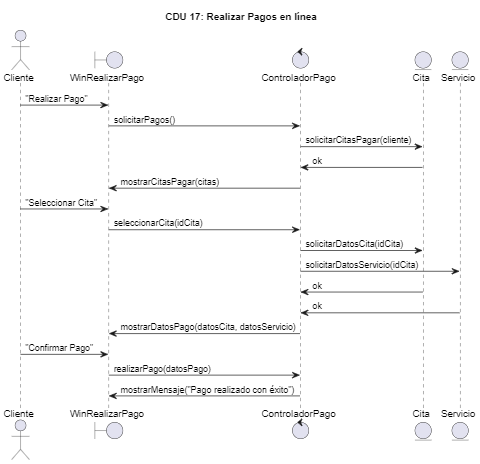 CDU 17: Realizar Pagos en línea
Cliente WinRealizarPago ControladorPago Cita Servicio
"Realizar Pago"
solicitarPagos()
solicitarCitasPagar(cliente)
ok
mostrarCitasPagar(citas)
"Seleccionar Cita"
seleccionarCita(idCita)
solicitarDatosCita(idCita)
solicitarDatosServicio(idCita)
ok
ok
mostrarDatosPago(datosCita, datosServicio)
"Confirmar Pago"
realizarPago(datosPago)
mostrarMensaje("Pago realizado con éxito")
Cliente WinRealizarPago ControladorPago Cita Servicio